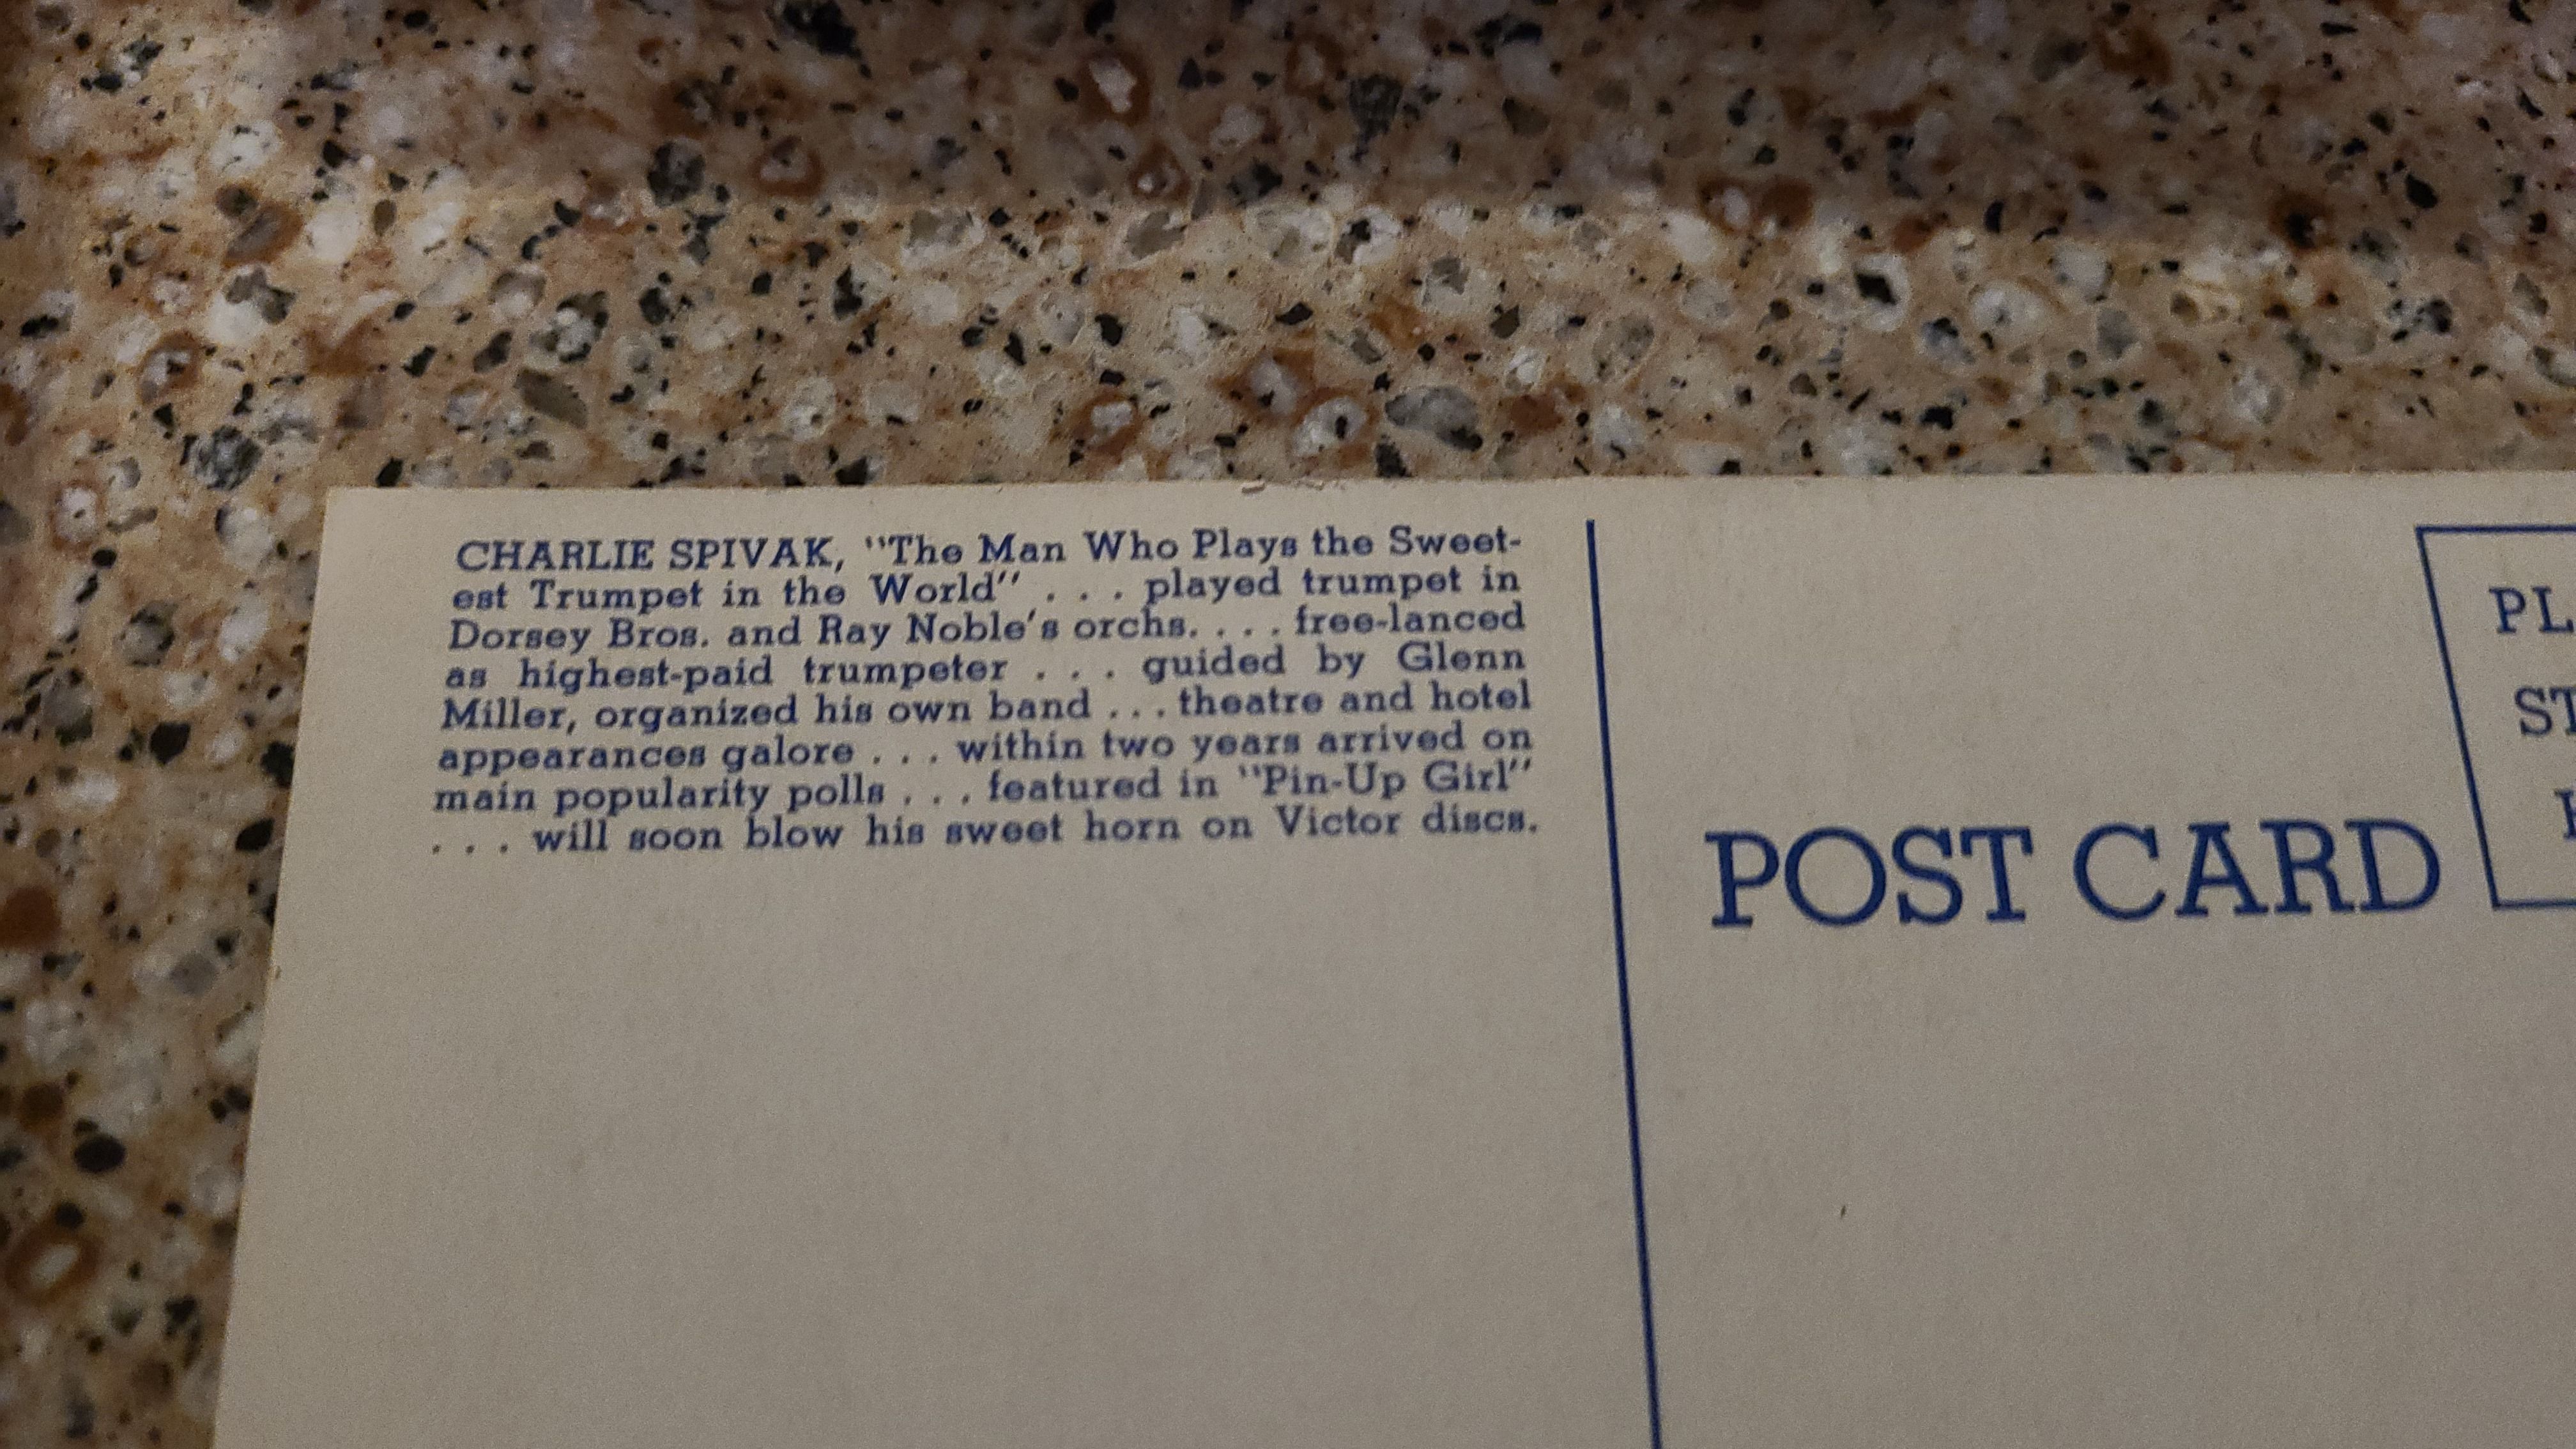 CHARLIE SPIVAK, "The Man Who Plays the Sweet-
est Trumpet in the World" . . . played trumpet in
Dorsey Bros. and Ray Noble's orchs. . . . free-lanced
as highest-paid trumpeter . . . guided by Glenn
Miller, organized his own band . . . theatre and hotel
appearances galore . . . within two years arrived on
main popularity polls . . . featured in "Pin-Up Girl"
. . . will soon blow his sweet horn on Victor discs.
POST CARD
PL
ST